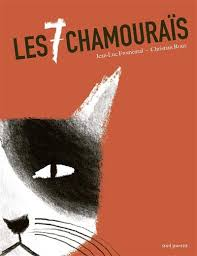 LES 7 CHAMOURAÏS
Jean-Luc Fromental - Christian Roux
seuil jeunesse